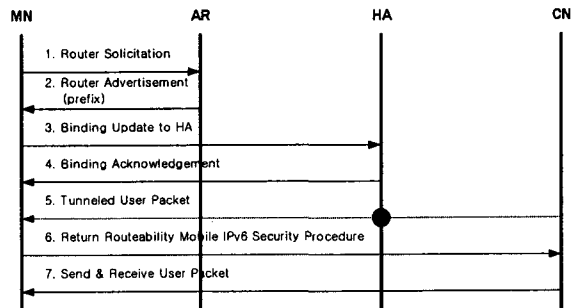 MN AR HA CN
1. Router Solicitation
2. Router Advertisement
(prefix)
3. Binding Update to HA
4. Binding Acknowledgement
5. Tunneled User Packet
6. Return Routeability Mobile IPv6 Security Procedure
7. Send & Receive User Packet